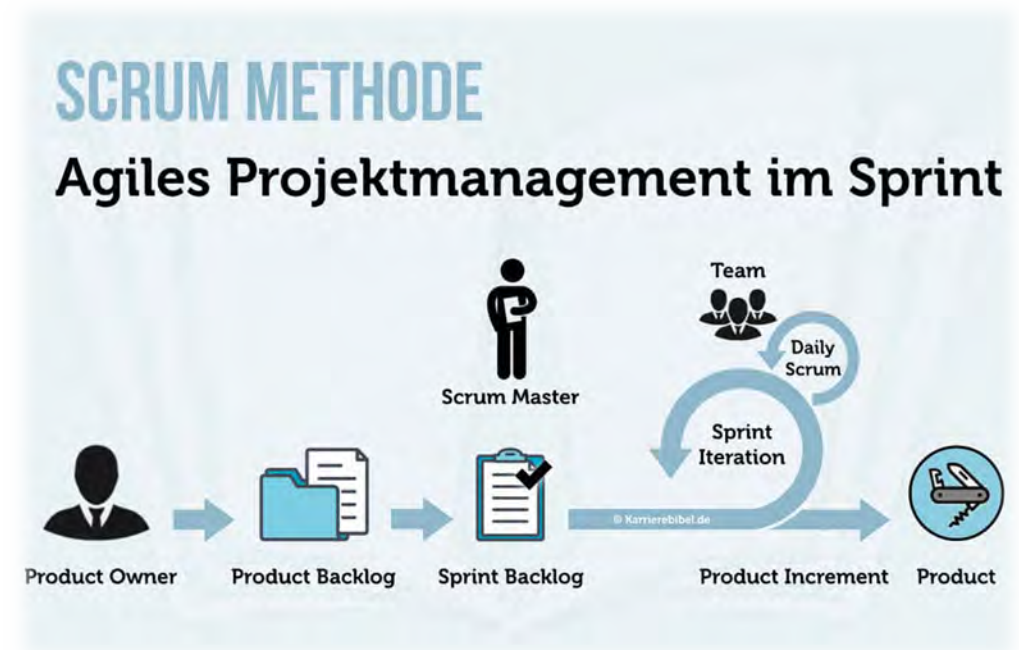 SCRUM METHODE
Agiles Projektmanagement im Sprint
Team
Daily
Scrum
Scrum Master
Sprint
Iteration
© Karrierebibel.de
Product Owner
Product Backlog
Sprint Backlog
Product Increment
Product